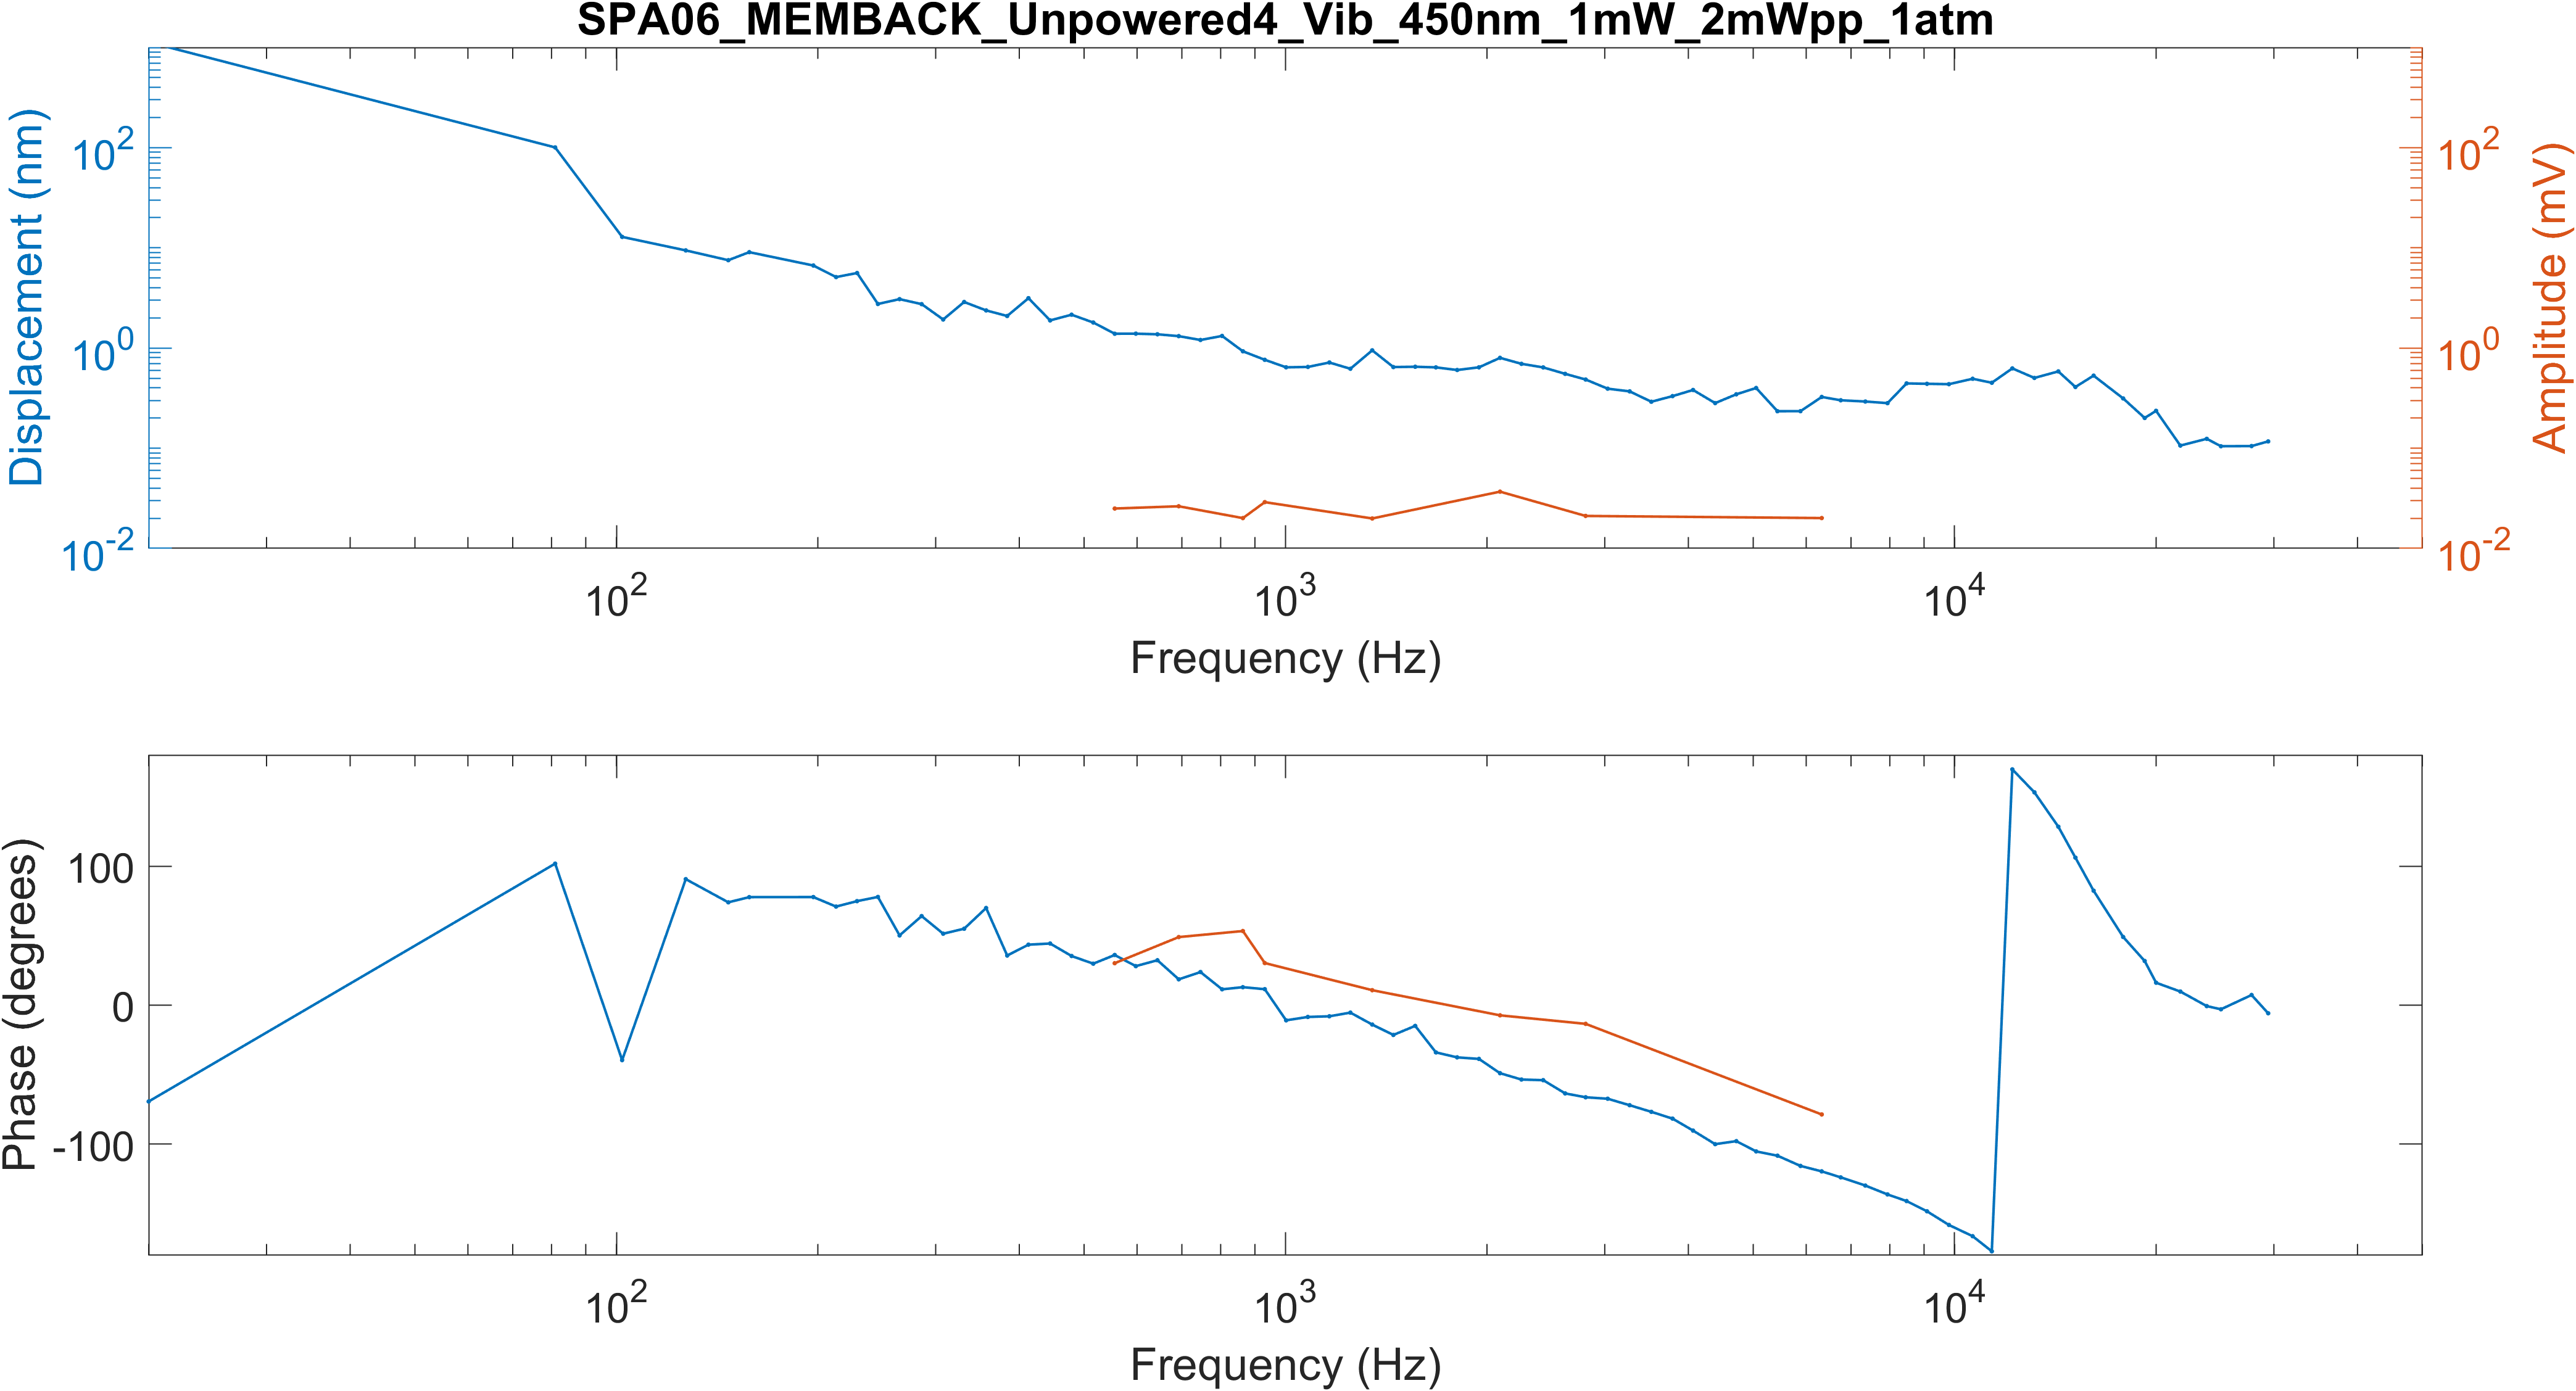 SPA06_MEMBACK_Unpowered4_Vib_450nm_1mW_2mWpp_1atm
Displacement (nm)
10^2
10^0
10^-2
Amplitude (mV)
10^2
10^0
10^-2
10^2
10^3
10^4
Frequency (Hz)
Phase (degrees)
100
0
-100
10^2
10^3
10^4
Frequency (Hz)